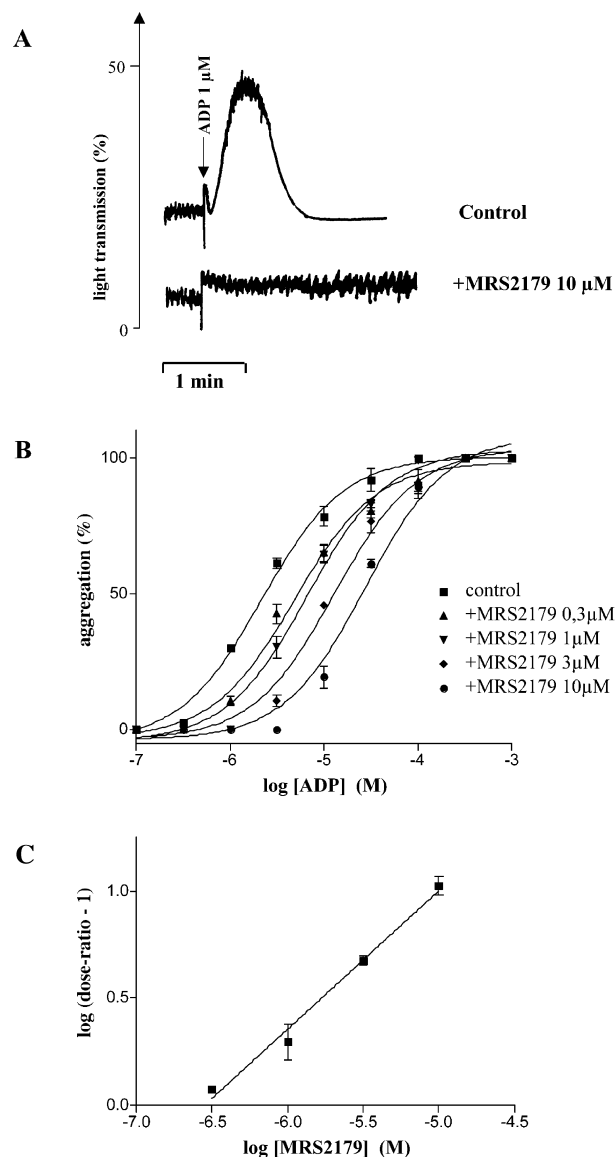 A
50
ADP 1 µM
light transmission (%)
Control
+MRS2179 10 µM
0
1 min
B
100
aggregation (%)
50
0
control
+MRS2179 0,3µM
+MRS2179 1µM
+MRS2179 3µM
+MRS2179 10µM
-7 -6 -5 -4 -3
log [ADP] (M)
C
1.0
log (dose-ratio - 1)
0.5
0.0
-7.0 -6.5 -6.0 -5.5 -5.0 -4.5
log [MRS2179] (M)